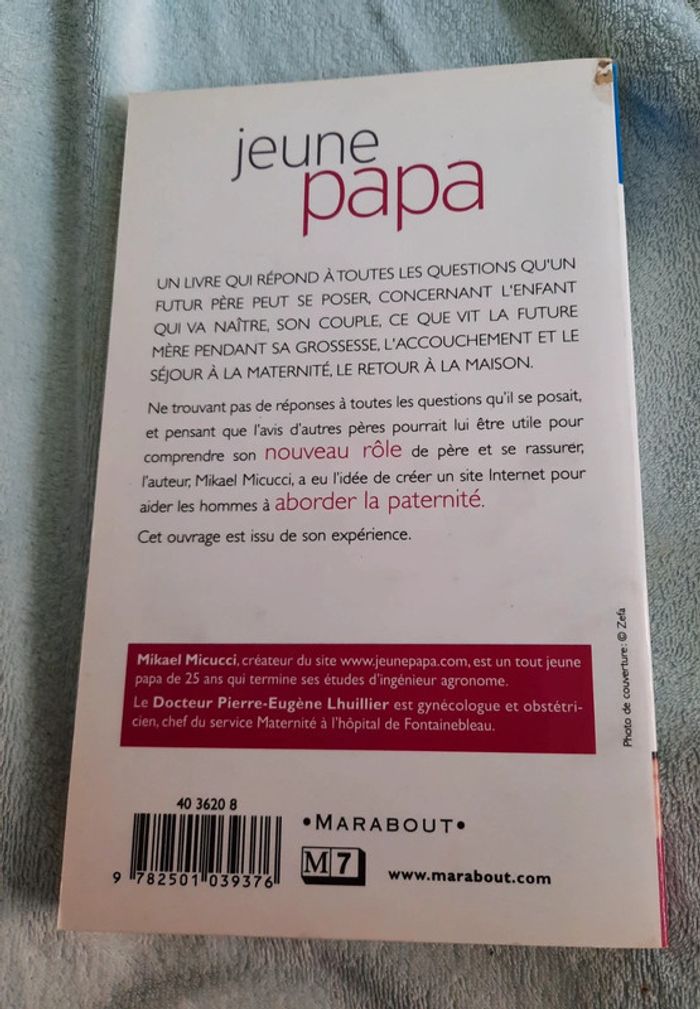 jeune
papa
UN LIVRE QUI RÉPOND À TOUTES LES QUESTIONS QU'UN
FUTUR PÈRE PEUT SE POSER, CONCERNANT L'ENFANT
QUI VA NAÎTRE, SON COUPLE, CE QUE VIT LA FUTURE
MÈRE PENDANT SA GROSSESSE, L'ACCOUCHEMENT ET LE
SÉJOUR À LA MATERNITÉ, LE RETOUR À LA MAISON.
Ne trouvant pas de réponses à toutes les questions qu'il se posait,
et pensant que l'avis d'autres pères pourrait lui être utile pour
comprendre son nouveau rôle de père et se rassurer,
l'auteur, Mikael Micucci, a eu l'idée de créer un site Internet pour
aider les hommes à aborder la paternité.
Cet ouvrage est issu de son expérience.
Mikael Micucci, créateur du site www.jeunepapa.com, est un tout jeune
papa de 25 ans qui termine ses études d'ingénieur agronome.
Le Docteur Pierre-Eugène Lhuillier est gynécologue et obstétri-
cien, chef du service Maternité à l'hôpital de Fontainebleau.
Photo de couverture : © Zefa
40 3620 8
9 782501 039376
•MARABOUT•
M 7
www.marabout.com